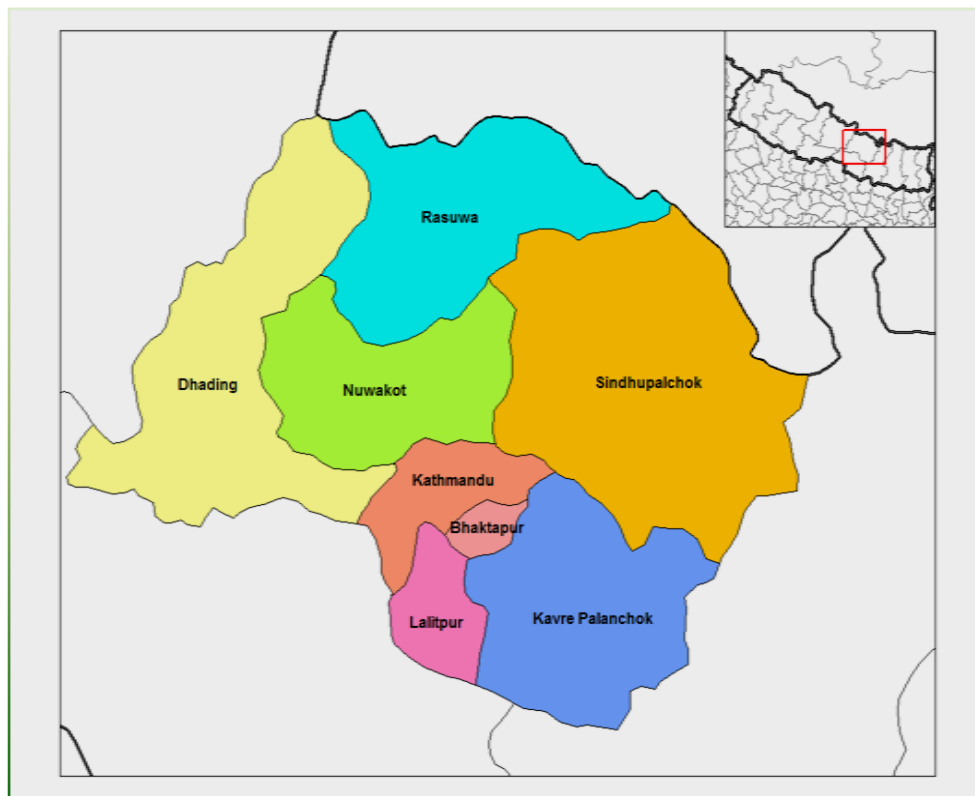 Rasuwa
Dhading
Nuwakot
Sindhupalchok
Kathmandu
Bhaktapur
Lalitpur
Kavre Palanchok